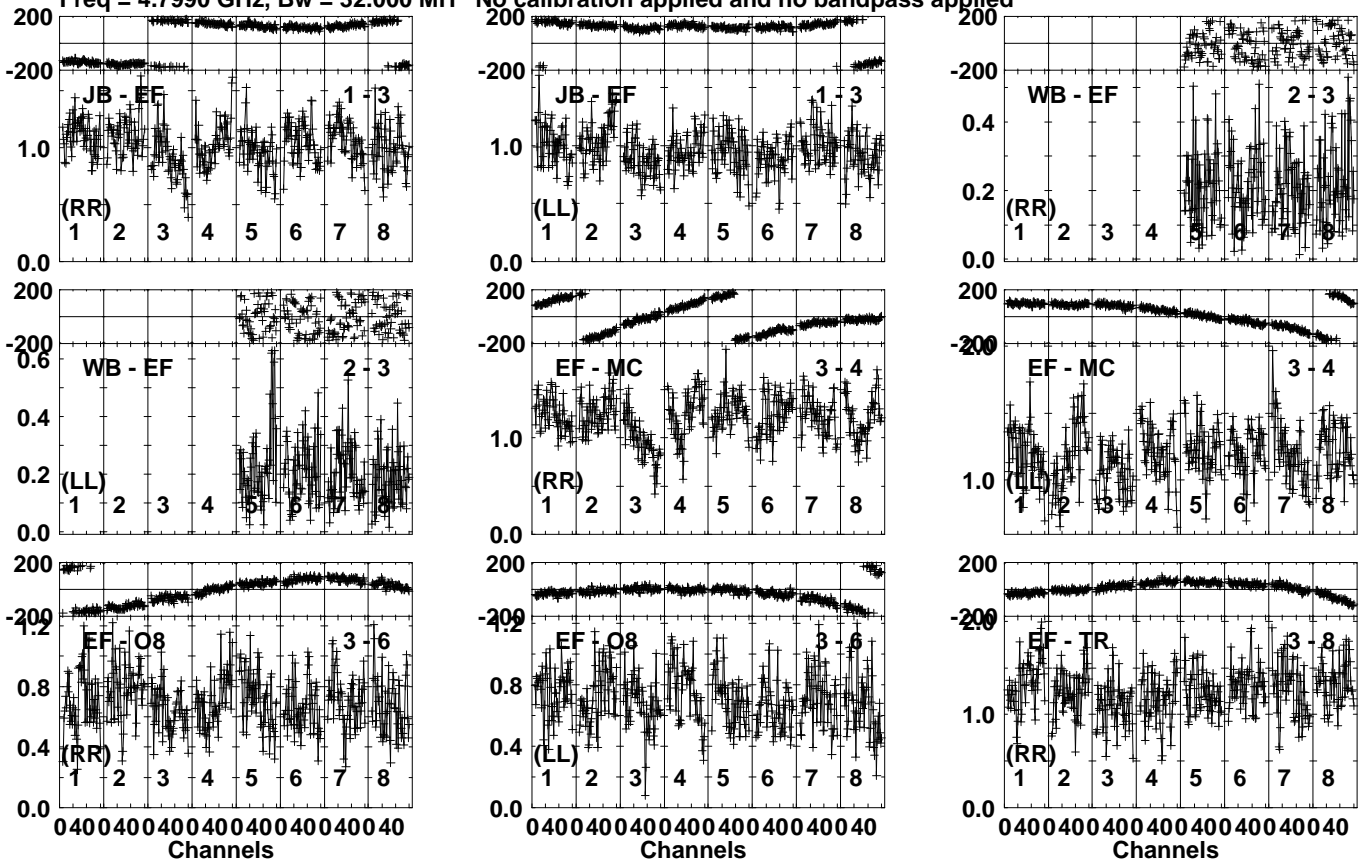 Freq = 4.7990 GHz, Bw = 32.000 MH No calibration applied and no bandpass applied
200 200 200
-200 -200 -200
JB - EF 1 - 3 JB - EF 1 - 3 WB - EF 2 - 3
0.4
1.0 1.0
0.2
(RR) (LL) (RR)
1 2 3 4 5 6 7 8 1 2 3 4 5 6 7 8 1 2 3 4 5 6 7 8
0.0 0.0 0.0
200 200 200
-200 -200 -200
0.6 2.0
WB - EF 2 - 3 EF - MC 3 - 4 EF - MC 3 - 4
0.4
1.0
0.2 1.0
(LL) (RR) (LL)
1 2 3 4 5 6 7 8 1 2 3 4 5 6 7 8 1 2 3 4 5 6 7 8
0.0 0.0 0.0
200 200 200
-200 -200 -200
1.2 1.2 2.0
EF - O8 3 - 6 EF - O8 3 - 6 EF - TR 3 - 8
0.8 0.8
1.0
0.4 0.4
(RR) (LL) (RR)
1 2 3 4 5 6 7 8 1 2 3 4 5 6 7 8 1 2 3 4 5 6 7 8
0.0 0.0 0.0
0 40 0 40 0 40 0 40 0 40 0 40 0 40 0 40 0 40 0 40 0 40 0 40 0 40 0 40 0 40 0 40 0 40 0 40 0 40 0 40 0 40 0 40 0 40 0 40
Channels Channels Channels